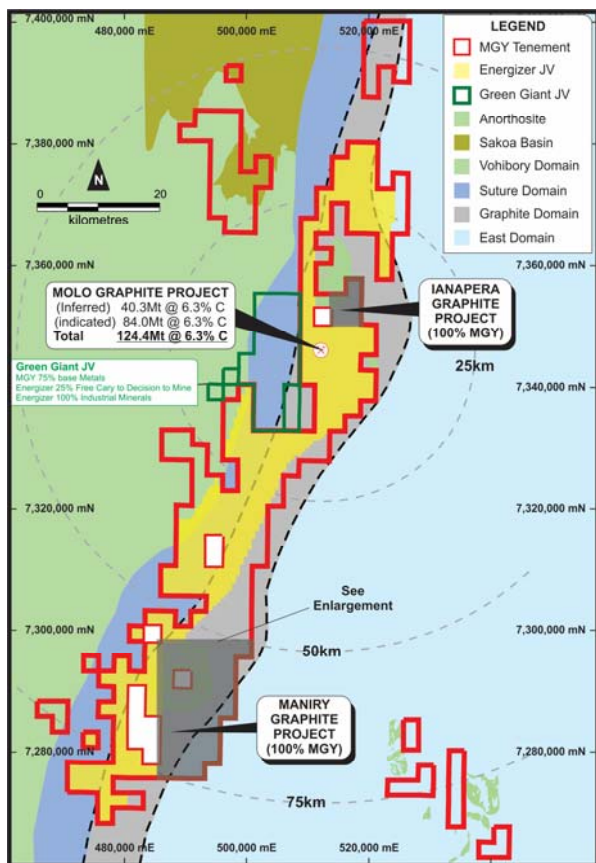 7,400,000 mN
480,000 mE
500,000 mE
520,000 mE
LEGEND
MGY Tenement
Energizer JV
Green Giant JV
Anorthosite
Sakoa Basin
Vohibory Domain
Suture Domain
Graphite Domain
East Domain
7,380,000 mN
N
0 20
kilometres
7,360,000 mN
7,360,000 mN
MOLO GRAPHITE PROJECT
(Inferred) 40.3Mt @ 6.3% C
(indicated) 84.0Mt @ 6.3% C
Total 124.4Mt @ 6.3% C
IANAPERA
GRAPHITE
PROJECT
(100% MGY)
Green Giant JV
MGY 75% base Metals
Energizer 25% Free Cary to Decision to Mine
Energizer 100% Industrial Minerals
25km
7,340,000 mN
7,320,000 mN
7,320,000 mN
See
Enlargement
7,300,000 mN
7,300,000 mN
50km
MANIRY
GRAPHITE
PROJECT
(100% MGY)
7,280,000 mN
7,280,000 mN
75km
480,000 mE
500,000 mE
520,000 mE